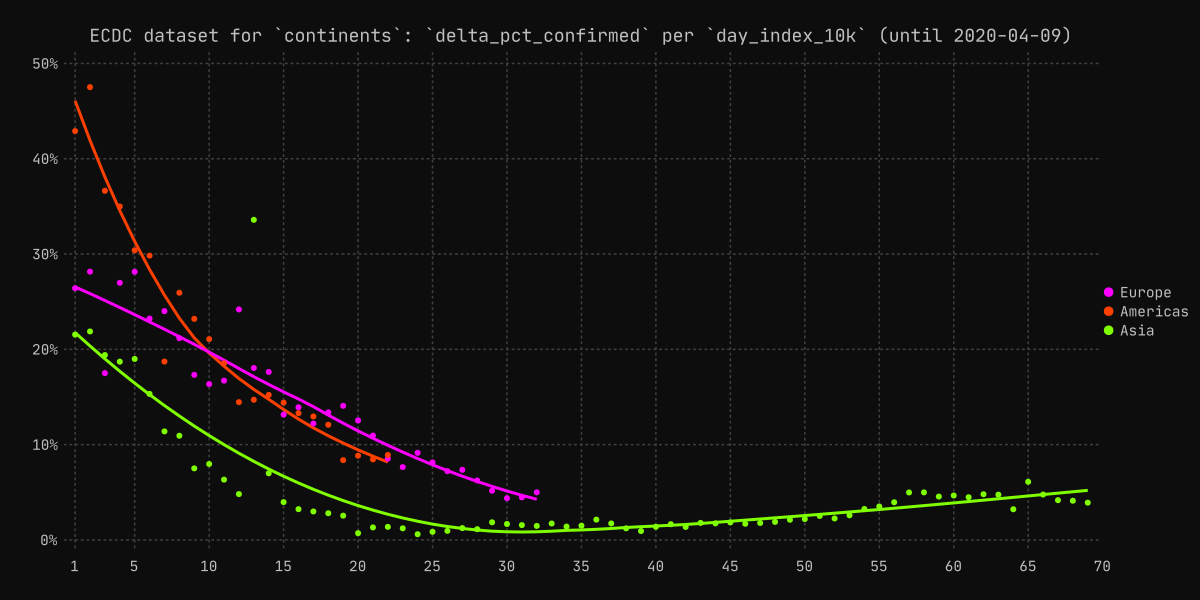 ECDC dataset for `continents`: `delta_pct_confirmed` per `day_index_10k` (until 2020-04-09)
50%
40%
30%
20%
10%
0%
1 5 10 15 20 25 30 35 40 45 50 55 60 65 70
Europe
Americas
Asia